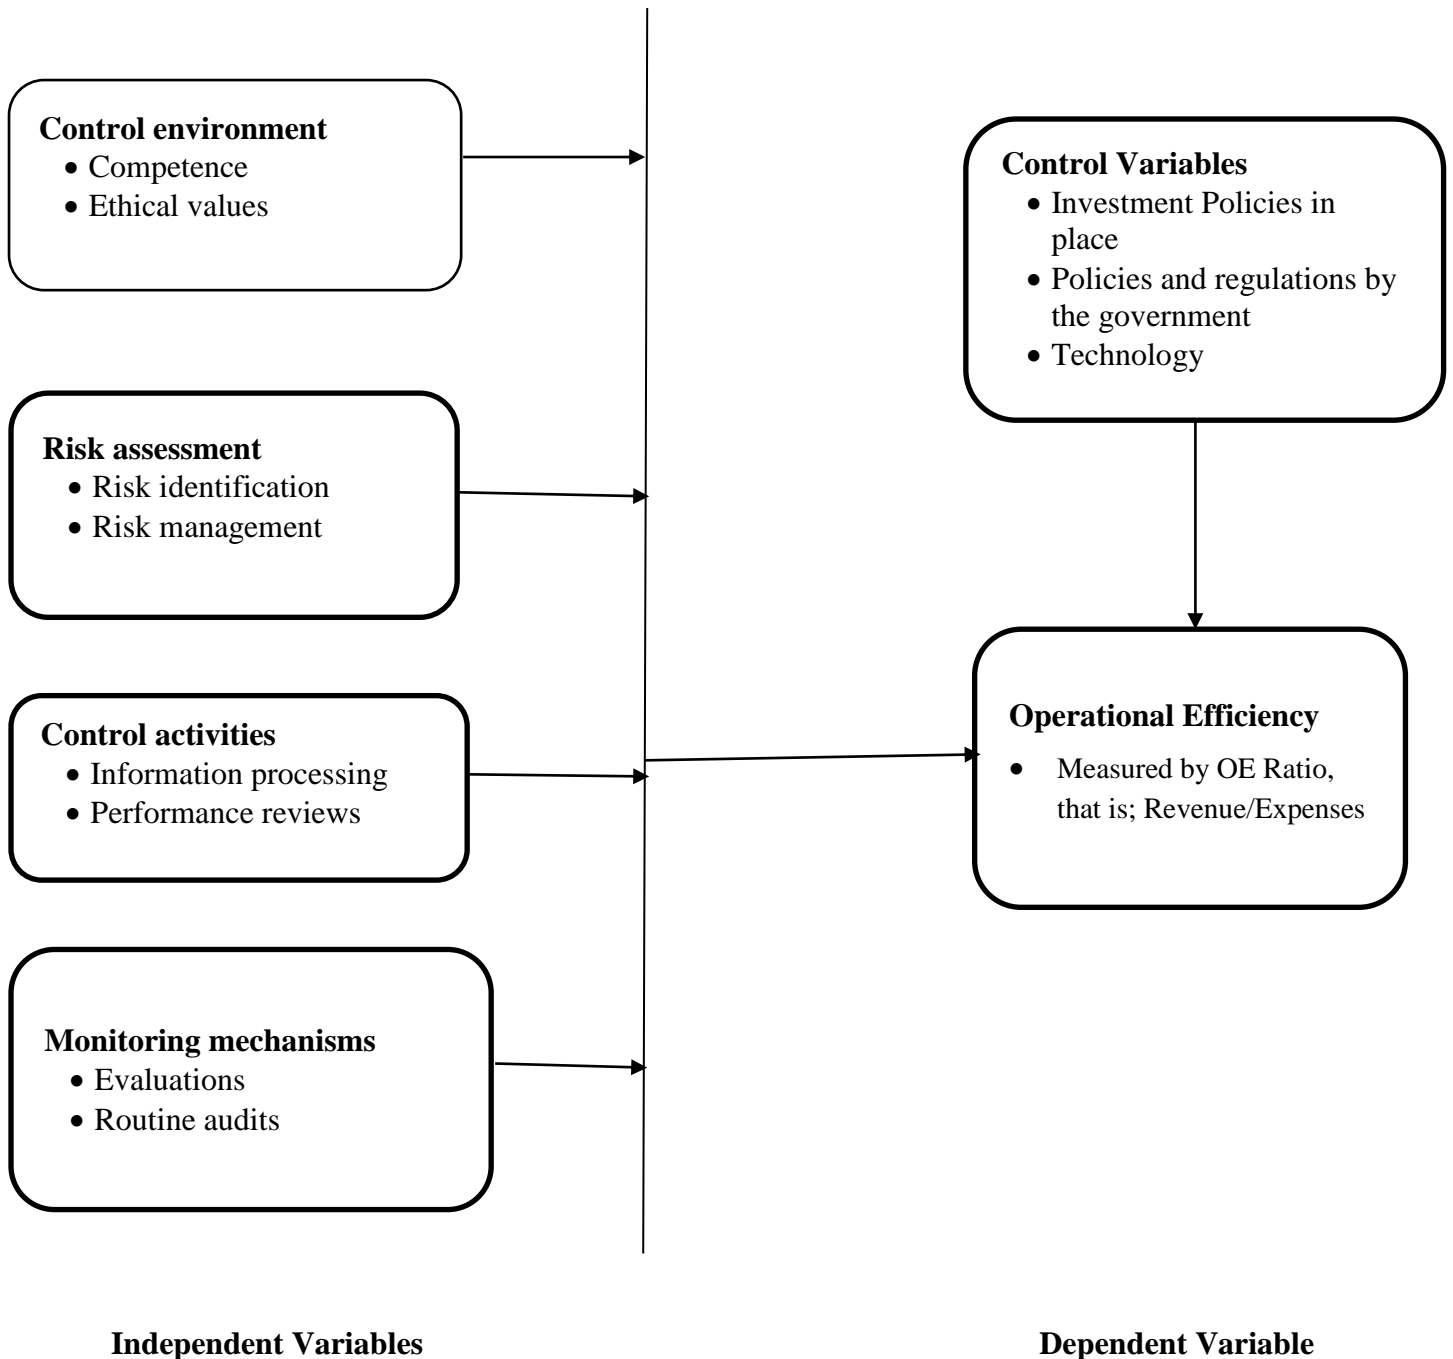 Control environment
• Competence
• Ethical values
Risk assessment
• Risk identification
• Risk management
Control activities
• Information processing
• Performance reviews
Monitoring mechanisms
• Evaluations
• Routine audits
Independent Variables
Control Variables
• Investment Policies in
place
• Policies and regulations by
the government
• Technology
Operational Efficiency
• Measured by OE Ratio,
that is; Revenue/Expenses
Dependent Variable